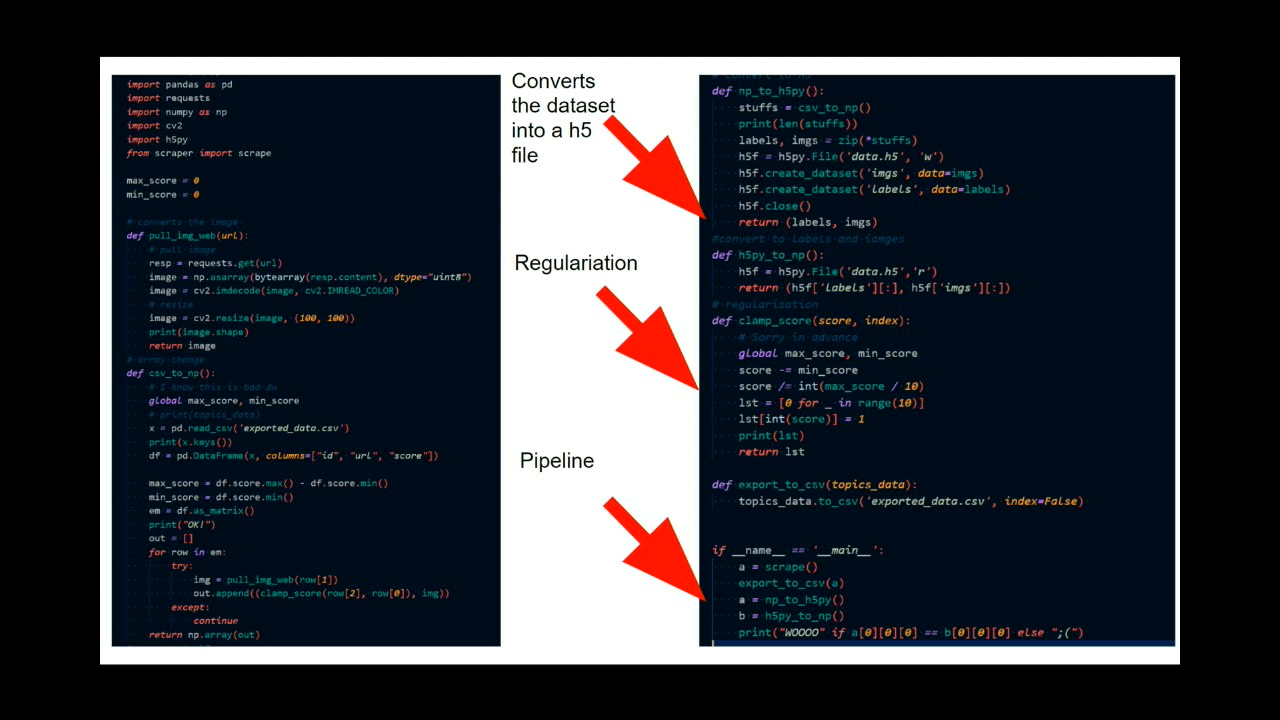 import pandas as pd
import requests
import numpy as np
import cv2
import h5py
from scraper import scrape
max_score = 0
min_score = 0
# converts the image
def pull_img_web(url):
# pull image
resp = requests.get(url)
image = np.asarray(bytearray(resp.content), dtype="uint8")
image = cv2.imdecode(image, cv2.IMREAD_COLOR)
# resize
image = cv2.resize(image, (100, 100))
print(image.shape)
return image
# array change
def csv_to_np():
# I know this is bad dw
global max_score, min_score
# print(topics_data)
x = pd.read_csv('exported_data.csv')
print(x.keys())
df = pd.DataFrame(x, columns=["id", "url", "score"])
max_score = df.score.max() - df.score.min()
min_score = df.score.min()
em = df.as_matrix()
print("OK!")
out = []
for row in em:
try:
img = pull_img_web(row[1])
out.append((clamp_score(row[2], row[0]), img))
except:
continue
return np.array(out)
Converts
the dataset
into a h5
file
Regulariation
Pipeline
# convert to h5
def np_to_h5py():
stuffs = csv_to_np()
print(len(stuffs))
labels, imgs = zip(*stuffs)
h5f = h5py.File('data.h5', 'w')
h5f.create_dataset('imgs', data=imgs)
h5f.create_dataset('labels', data=labels)
h5f.close()
return (labels, imgs)
#convert to labels and iamges
def h5py_to_np():
h5f = h5py.File('data.h5','r')
return (h5f['labels'][:], h5f['imgs'][:])
# regularisation
def clamp_score(score, index):
# Sorry in advance
global max_score, min_score
score -= min_score
score /= int(max_score / 10)
lst = [0 for _ in range(10)]
lst[int(score)] = 1
print(lst)
return lst
def export_to_csv(topics_data):
topics_data.to_csv('exported_data.csv', index=False)
if __name__ == '__main__':
a = scrape()
export_to_csv(a)
a = np_to_h5py()
b = h5py_to_np()
print("WOOOO" if a[0][0][0] == b[0][0][0] else ";(")